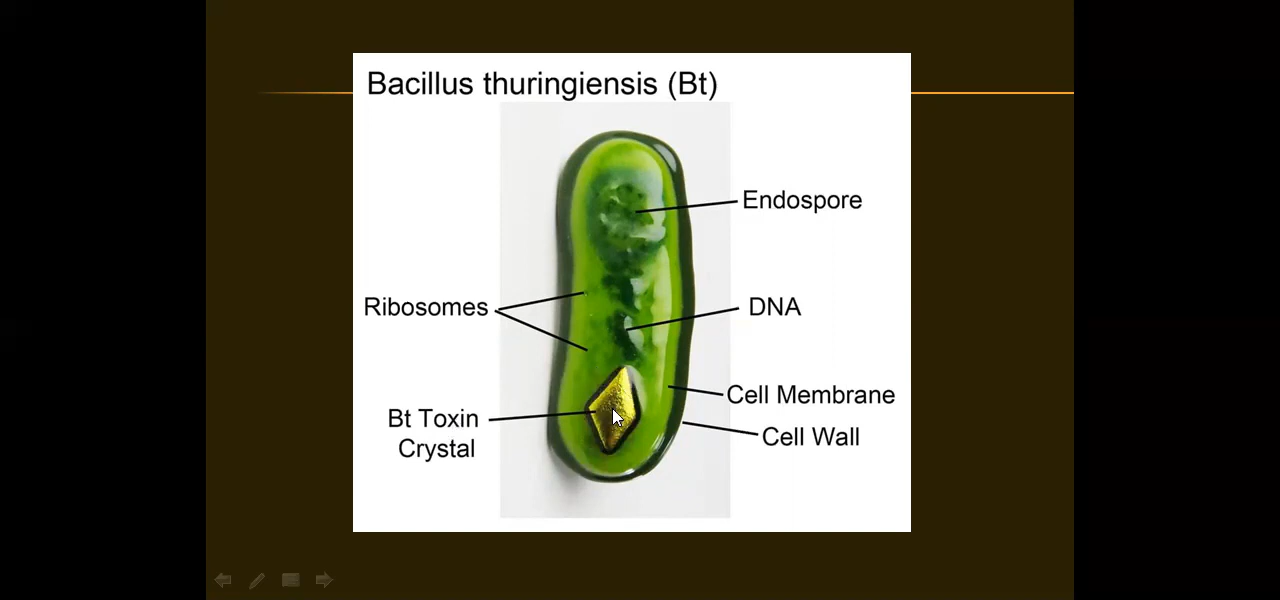 Bacillus thuringiensis (Bt)
Endospore
Ribosomes
DNA
Cell Membrane
Bt Toxin
Crystal
Cell Wall